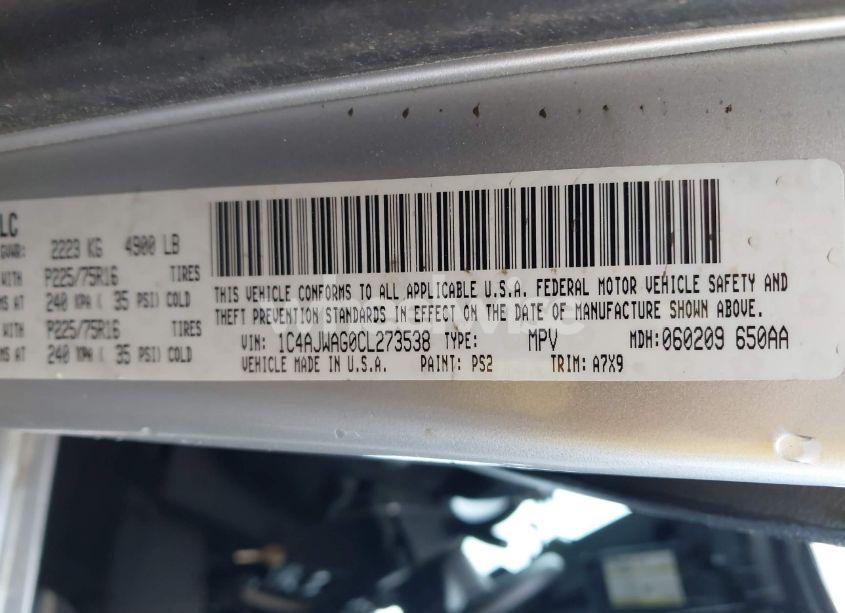 LC
GVWR: 2223 KG 4900 LB
WITH P225/75R16 TIRES
MS AT 240 KPA ( 35 PSI) COLD
WITH P225/75R16 TIRES
MS AT 240 KPA ( 35 PSI) COLD
THIS VEHICLE CONFORMS TO ALL APPLICABLE U.S.A. FEDERAL MOTOR VEHICLE SAFETY AND
THEFT PREVENTION STANDARDS IN EFFECT ON THE DATE OF MANUFACTURE SHOWN ABOVE.
VIN: 1C4AJWAG0CL273538 TYPE: MPV MDH:060209 650AA
VEHICLE MADE IN U.S.A. PAINT: PS2 TRIM: A7X9